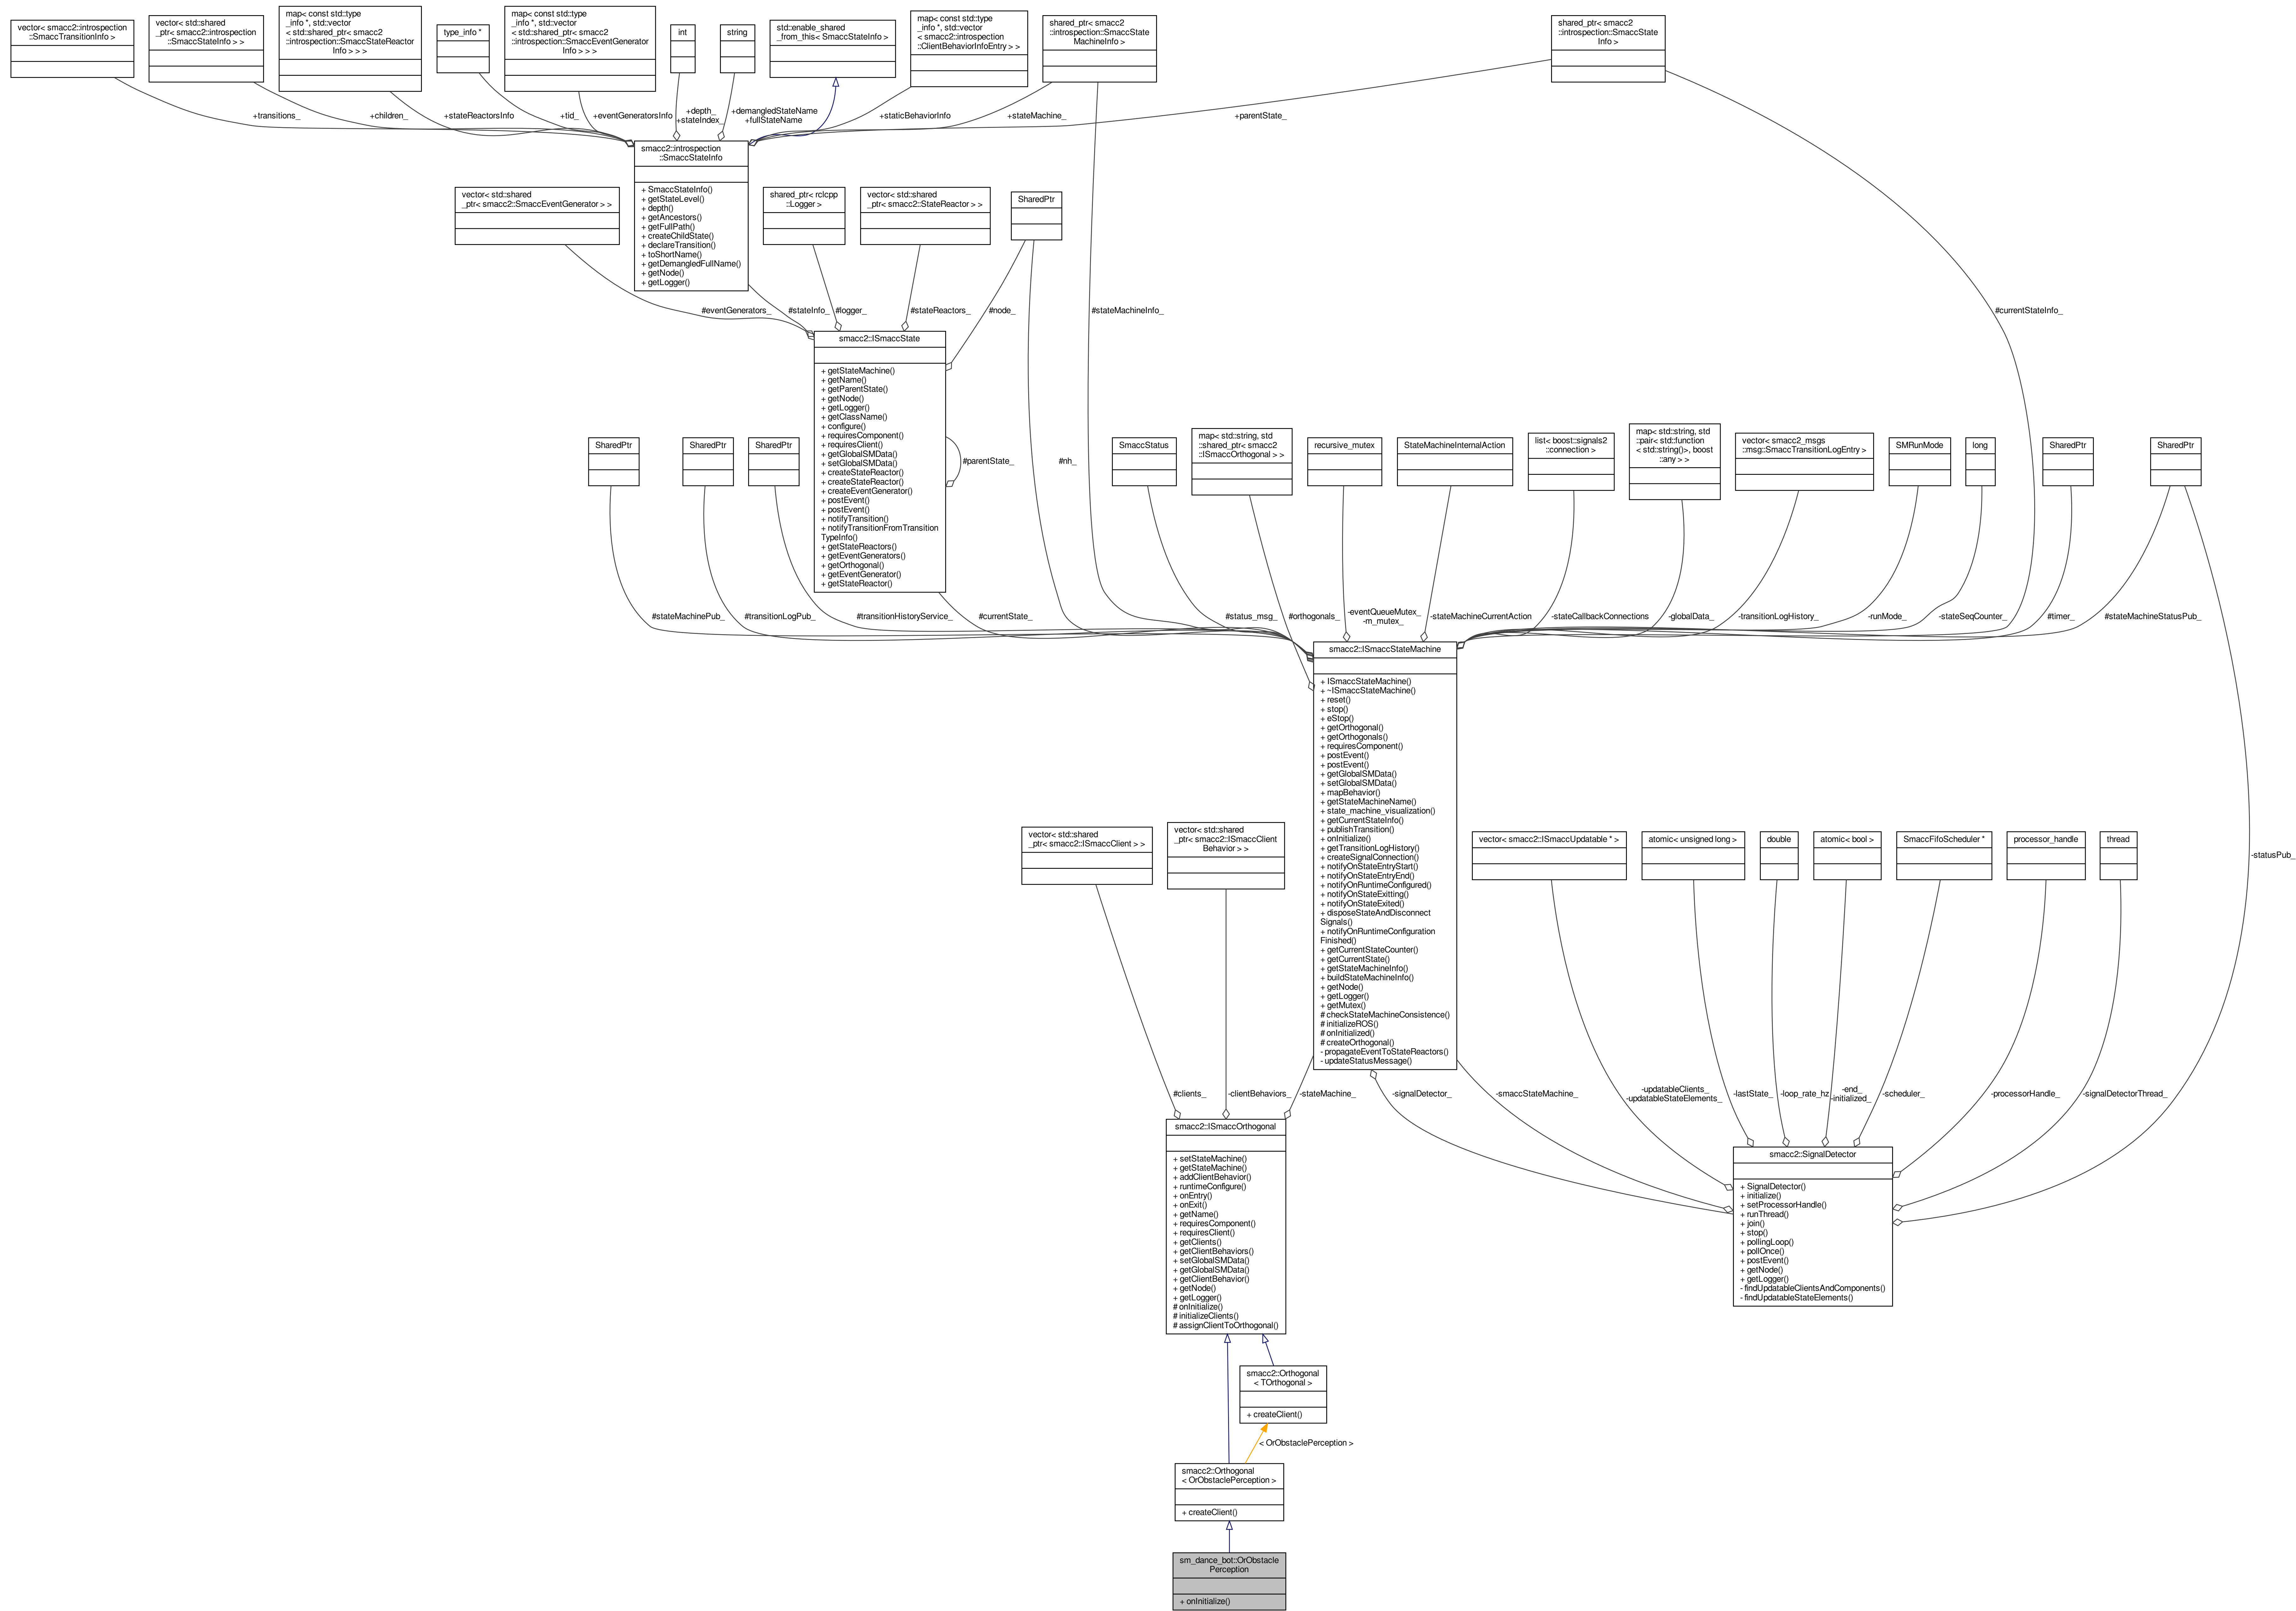 vector< smacc2::introspection
::SmaccTransitionInfo >
vector< std::shared
_ptr< smacc2::introspection
::SmaccStateInfo > >
map< const std::type
_info *, std::vector
< std::shared_ptr< smacc2
::introspection::SmaccStateReactor
Info > > >
type_info *
map< const std::type
_info *, std::vector
< std::shared_ptr< smacc2
::introspection::SmaccEventGenerator
Info > > >
int
string
std::enable_shared
_from_this< SmaccStateInfo >
map< const std::type
_info *, std::vector
< smacc2::introspection
::ClientBehaviorInfoEntry > >
shared_ptr< smacc2
::introspection::SmaccState
MachineInfo >
shared_ptr< smacc2
::introspection::SmaccState
Info >
+transitions_
+children_
+stateReactorsInfo
+tid_
+eventGeneratorsInfo
+depth_
+stateIndex_
+demangledStateName
+fullStateName
+staticBehaviorInfo
+stateMachine_
+parentState_
smacc2::introspection
::SmaccStateInfo
+ SmaccStateInfo()
+ getStateLevel()
+ depth()
+ getAncestors()
+ getFullPath()
+ createChildState()
+ declareTransition()
+ toShortName()
+ getDemangledFullName()
+ getNode()
+ getLogger()
vector< std::shared
_ptr< smacc2::SmaccEventGenerator > >
shared_ptr< rclcpp
::Logger >
vector< std::shared
_ptr< smacc2::StateReactor > >
SharedPtr
#eventGenerators_
#stateInfo_
#logger_
#stateReactors_
#node_
#stateMachineInfo_
#currentStateInfo_
smacc2::ISmaccState
+ getStateMachine()
+ getName()
+ getParentState()
+ getNode()
+ getLogger()
+ getClassName()
+ configure()
+ requiresComponent()
+ requiresClient()
+ getGlobalSMData()
+ setGlobalSMData()
+ createStateReactor()
+ createStateReactor()
+ createEventGenerator()
+ postEvent()
+ postEvent()
+ notifyTransition()
+ notifyTransitionFromTransition
TypeInfo()
+ getStateReactors()
+ getEventGenerators()
+ getOrthogonal()
+ getEventGenerator()
+ getStateReactor()
#parentState_
#nh_
SharedPtr
SharedPtr
SharedPtr
SmaccStatus
map< std::string, std
::shared_ptr< smacc2
::ISmaccOrthogonal > >
recursive_mutex
StateMachineInternalAction
list< boost::signals2
::connection >
map< std::string, std
::pair< std::function
< std::string()>, boost
::any > >
vector< smacc2_msgs
::msg::SmaccTransitionLogEntry >
SMRunMode
long
SharedPtr
SharedPtr
#stateMachinePub_
#transitionLogPub_
#transitionHistoryService_
#currentState_
#status_msg_
#orthogonals_
-eventQueueMutex_
-m_mutex_
-stateMachineCurrentAction
-stateCallbackConnections
-globalData_
-transitionLogHistory_
-runMode_
-stateSeqCounter_
#timer_
#stateMachineStatusPub_
smacc2::ISmaccStateMachine
+ ISmaccStateMachine()
+ ~ISmaccStateMachine()
+ reset()
+ stop()
+ eStop()
+ getOrthogonal()
+ getOrthogonals()
+ requiresComponent()
+ postEvent()
+ postEvent()
+ getGlobalSMData()
+ setGlobalSMData()
+ mapBehavior()
+ getStateMachineName()
+ state_machine_visualization()
+ getCurrentStateInfo()
+ publishTransition()
+ onInitialize()
+ getTransitionLogHistory()
+ createSignalConnection()
+ notifyOnStateEntryStart()
+ notifyOnStateEntryEnd()
+ notifyOnRuntimeConfigured()
+ notifyOnStateExitting()
+ notifyOnStateExited()
+ disposeStateAndDisconnect
Signals()
+ notifyOnRuntimeConfiguration
Finished()
+ getCurrentStateCounter()
+ getCurrentState()
+ getStateMachineInfo()
+ buildStateMachineInfo()
+ getNode()
+ getLogger()
+ getMutex()
# checkStateMachineConsistence()
# initializeROS()
# onInitialized()
# createOrthogonal()
- propagateEventToStateReactors()
- updateStatusMessage()
vector< std::shared
_ptr< smacc2::ISmaccClient > >
vector< std::shared
_ptr< smacc2::ISmaccClient
Behavior > >
vector< smacc2::ISmaccUpdatable * >
atomic< unsigned long >
double
atomic< bool >
SmaccFifoScheduler *
processor_handle
thread
-statusPub_
#clients_
-clientBehaviors_
-stateMachine_
-signalDetector_
-smaccStateMachine_
-updatableClients_
-updatableStateElements_
-lastState_
-loop_rate_hz
-end_
-initialized_
-scheduler_
-processorHandle_
-signalDetectorThread_
smacc2::ISmaccOrthogonal
+ setStateMachine()
+ getStateMachine()
+ addClientBehavior()
+ runtimeConfigure()
+ onEntry()
+ onExit()
+ getName()
+ requiresComponent()
+ requiresClient()
+ getClients()
+ getClientBehaviors()
+ setGlobalSMData()
+ getGlobalSMData()
+ getClientBehavior()
+ getNode()
+ getLogger()
# onInitialize()
# initializeClients()
# assignClientToOrthogonal()
smacc2::SignalDetector
+ SignalDetector()
+ initialize()
+ setProcessorHandle()
+ runThread()
+ join()
+ stop()
+ pollingLoop()
+ pollOnce()
+ postEvent()
+ getNode()
+ getLogger()
- findUpdatableClientsAndComponents()
- findUpdatableStateElements()
smacc2::Orthogonal
< TOrthogonal >
+ createClient()
< OrObstaclePerception >
smacc2::Orthogonal
< OrObstaclePerception >
+ createClient()
sm_dance_bot::OrObstacle
Perception
+ onInitialize()